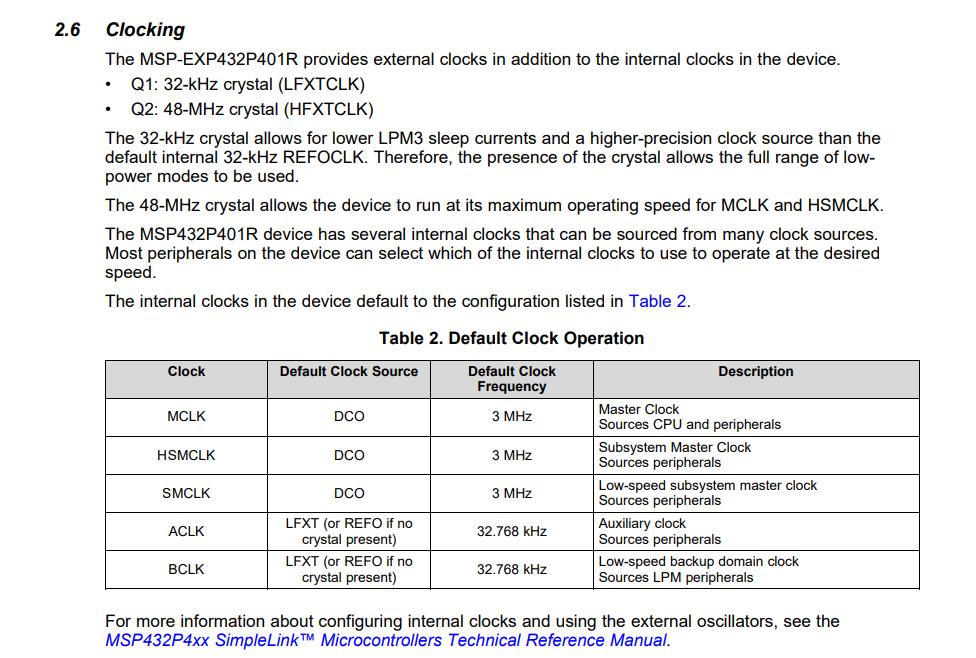 2.6 Clocking
The MSP-EXP432P401R provides external clocks in addition to the internal clocks in the device.
• Q1: 32-kHz crystal (LFXTCLK)
• Q2: 48-MHz crystal (HFXTCLK)
The 32-kHz crystal allows for lower LPM3 sleep currents and a higher-precision clock source than the
default internal 32-kHz REFOCLK. Therefore, the presence of the crystal allows the full range of low-
power modes to be used.
The 48-MHz crystal allows the device to run at its maximum operating speed for MCLK and HSMCLK.
The MSP432P401R device has several internal clocks that can be sourced from many clock sources.
Most peripherals on the device can select which of the internal clocks to use to operate at the desired
speed.
The internal clocks in the device default to the configuration listed in Table 2.
Table 2. Default Clock Operation
Clock Default Clock Source Default Clock Description
Frequency
MCLK DCO 3 MHz Master Clock
Sources CPU and peripherals
HSMCLK DCO 3 MHz Subsystem Master Clock
Sources peripherals
SMCLK DCO 3 MHz Low-speed subsystem master clock
Sources peripherals
ACLK LFXT (or REFO if no 32.768 kHz Auxiliary clock
crystal present) Sources peripherals
BCLK LFXT (or REFO if no 32.768 kHz Low-speed backup domain clock
crystal present) Sources LPM peripherals
For more information about configuring internal clocks and using the external oscillators, see the
MSP432P4xx SimpleLink™ Microcontrollers Technical Reference Manual.